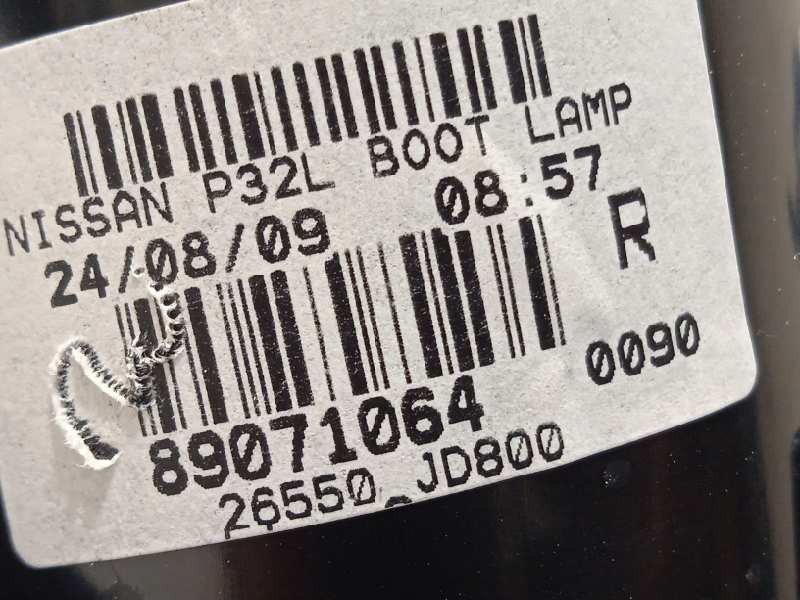 NISSAN P32L BOOT LAMP
24/08/09 08:57
R
0090
89071064
26550 JD800